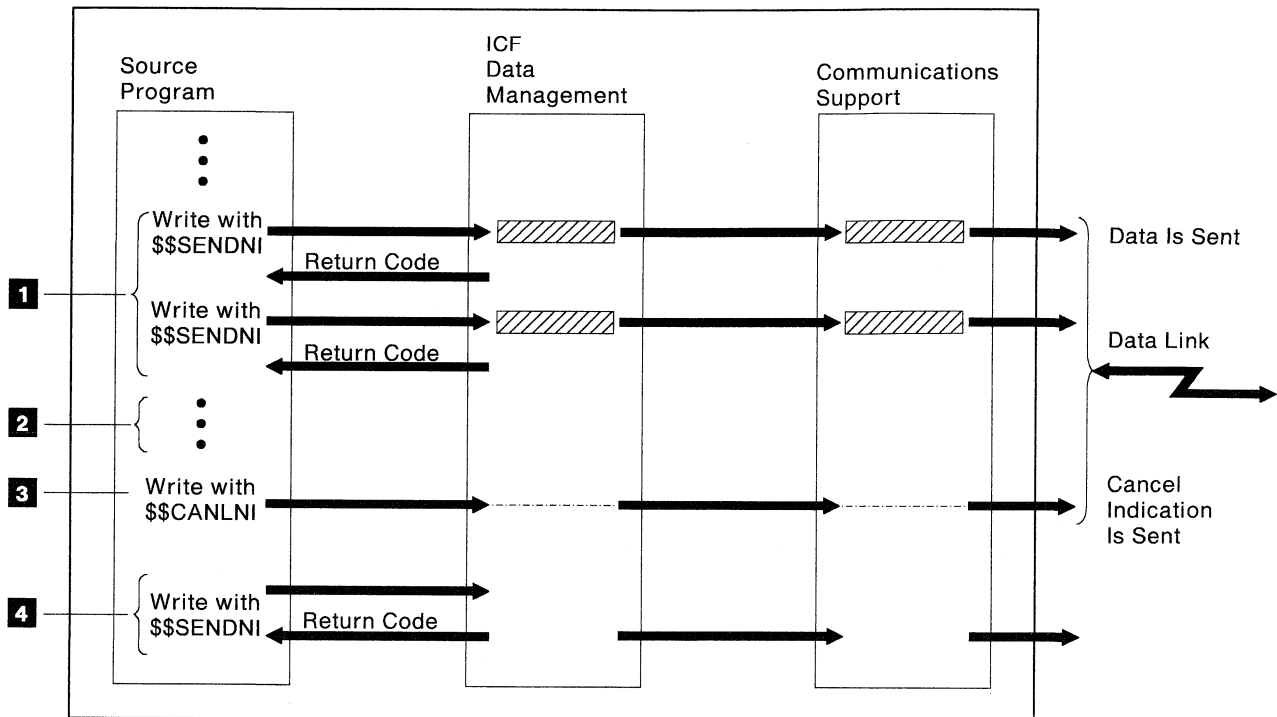 Source
Program
ICF
Data
Management
Communications
Support
Write with
$$SENDNI
Return Code
Data Is Sent
1
Write with
$$SENDNI
Return Code
Data Link
2
3
Write with
$$CANLNI
Cancel
Indication
Is Sent
4
Write with
$$SENDNI
Return Code